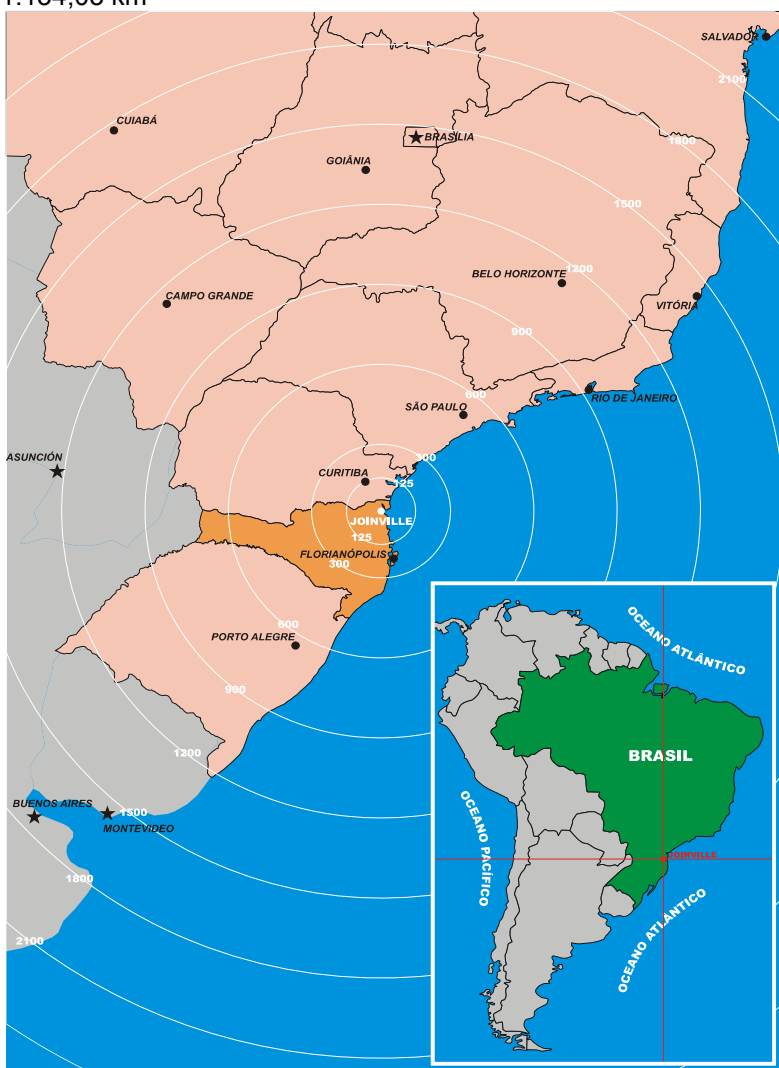 SALVADOR
2100
CUIABÁ
BRASÍLIA
1800
GOIÂNIA
1500
BELO HORIZONTE
1200
CAMPO GRANDE
VITÓRIA
900
RIO DE JANEIRO
600
SÃO PAULO
ASUNCIÓN
300
CURITIBA
125
JOINVILLE
125
FLORIANÓPOLIS
300
600
PORTO ALEGRE
900
1200
BUENOS AIRES
1500
MONTEVIDEO
1800
2100
OCEANO ATLÂNTICO
BRASIL
OCEANO PACÍFICO
JOINVILLE
OCEANO ATLÂNTICO